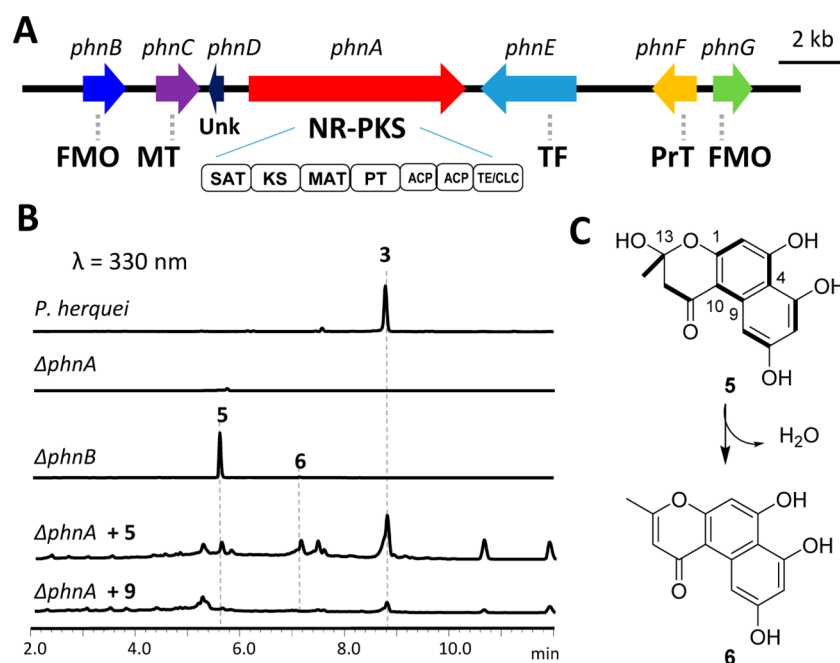 A
phnB phnC phnD phnA phnE phnF phnG
2 kb
FMO MT Unk NR-PKS TF PrT FMO
SAT KS MAT PT ACP ACP TE/CLC
B
λ = 330 nm
3
P. herquei
ΔphnA
5
6
ΔphnB
ΔphnA + 5
ΔphnA + 9
2.0 4.0 6.0 8.0 10.0 min
C
HO 13 O 1 OH
4 OH
10 9
O
OH
5
H₂O
O OH
OH
O
OH
6